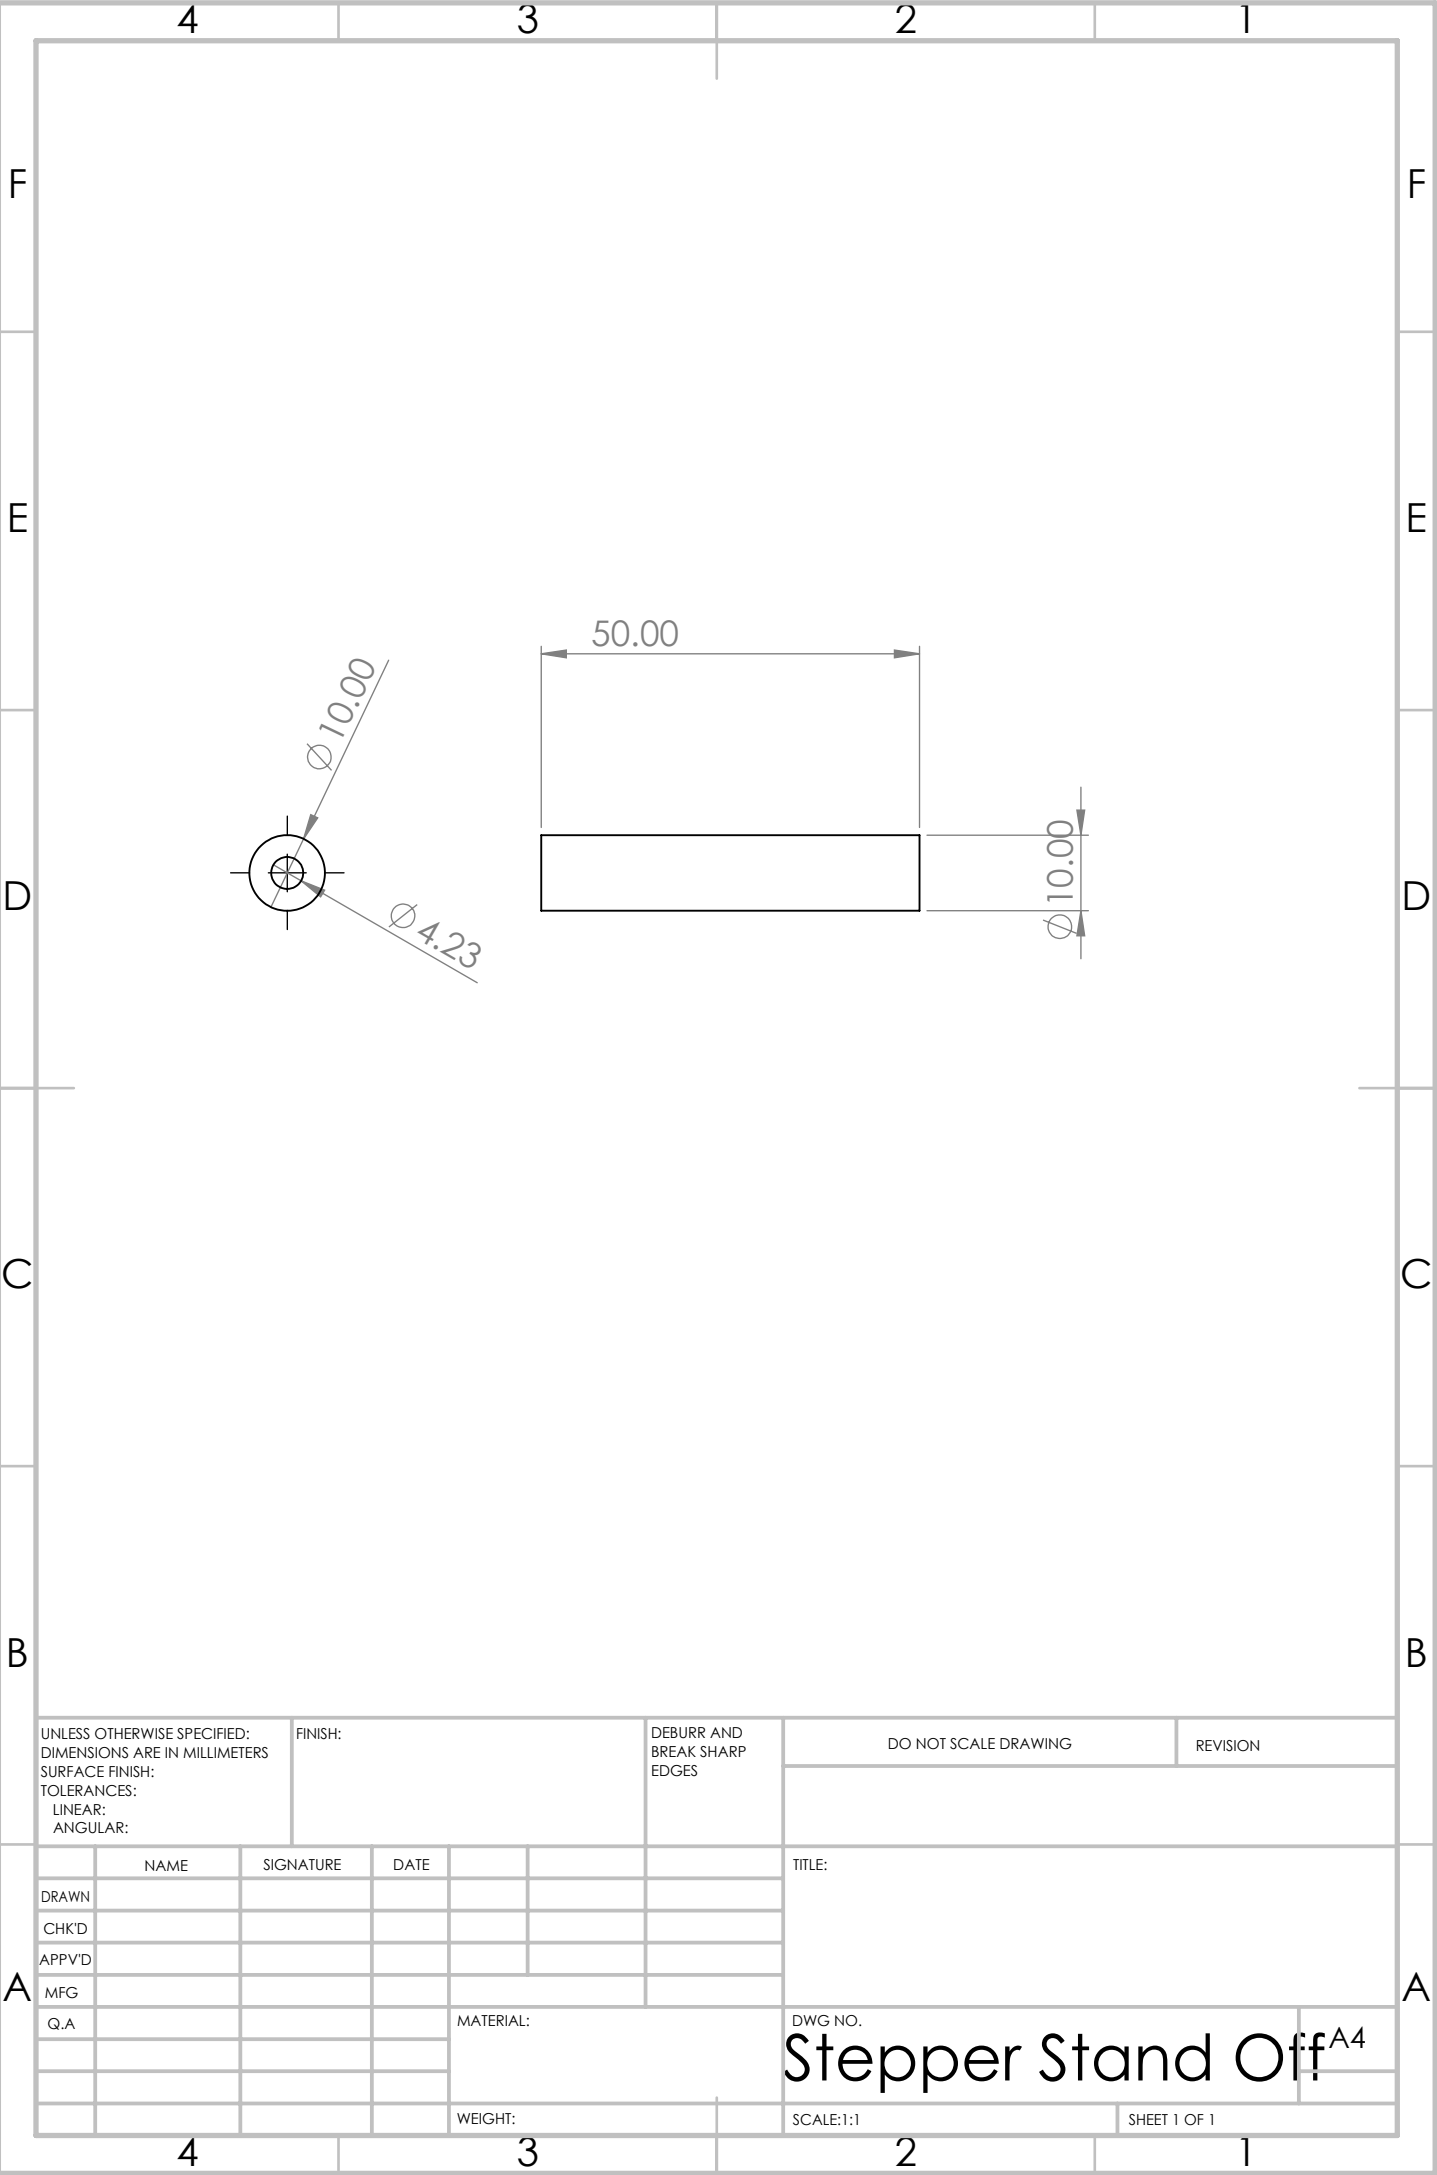 4 3 2 1
F F
E E
50.00
∅ 10.00
∅ 10.00
∅ 4.23
D D
C C
B B
UNLESS OTHERWISE SPECIFIED:
DIMENSIONS ARE IN MILLIMETERS
SURFACE FINISH:
TOLERANCES:
LINEAR:
ANGULAR:
FINISH:
DEBURR AND
BREAK SHARP
EDGES
DO NOT SCALE DRAWING
REVISION
NAME SIGNATURE DATE
TITLE:
DRAWN
CHK'D
APPV'D
MFG
Q.A
A A
MATERIAL:
DWG NO.
Stepper Stand Off
A4
WEIGHT:
SCALE:1:1
SHEET 1 OF 1
4 3 2 1